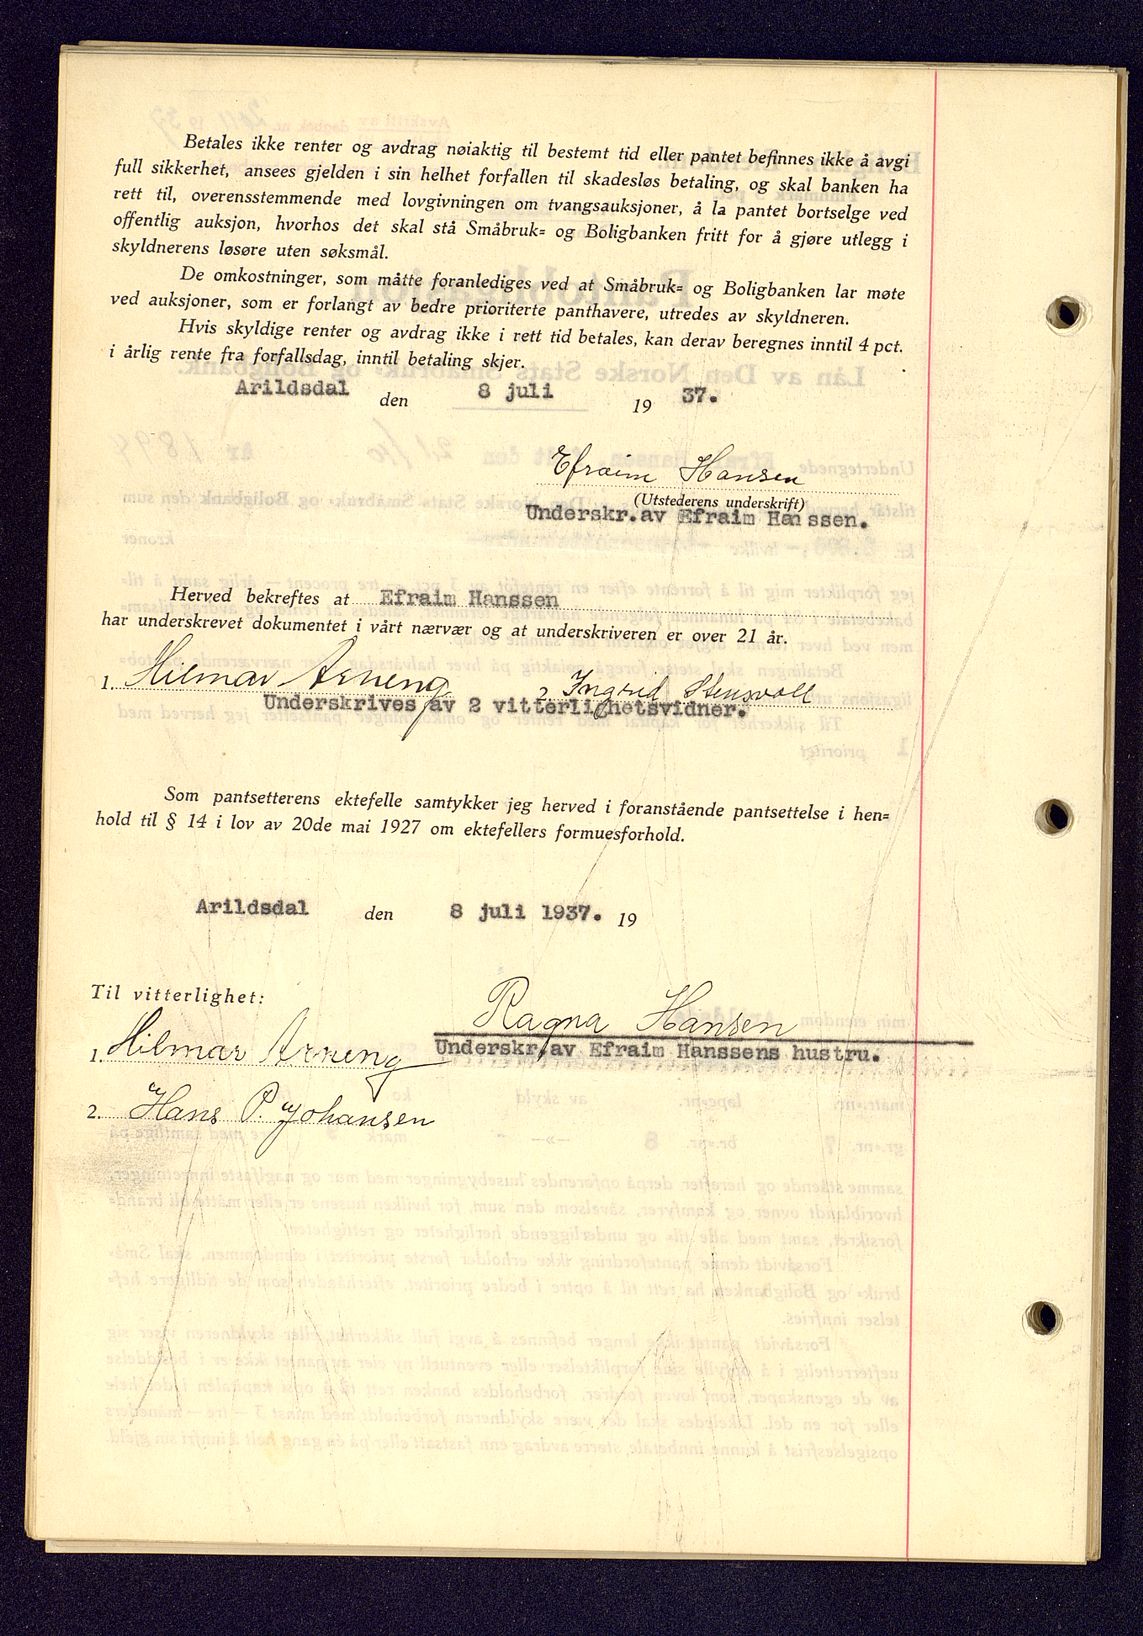 Betales ikke renter og avdrag nøiaktig til bestemt tid eller pantet befinnes ikke å avgi
full sikkerhet, ansees gjelden i sin helhet forfallen til skadesløs betaling, og skal banken ha
rett til, overensstemmende med lovgivningen om tvangsauksjoner, å la pantet bortselge ved
offentlig auksjon, hvorhos det skal stå Småbruk= og Boligbanken fritt for å gjøre utlegg i
skyldnerens løsøre uten søksmål.
De omkostninger, som måtte foranlediges ved at Småbruk= og Boligbanken lar møte
ved auksjoner, som er forlangt av bedre prioriterte panthavere, utredes av skyldneren.
Hvis skyldige renter og avdrag ikke i rett tid betales, kan derav beregnes inntil 4 pct.
i årlig rente fra forfallsdag, inntil betaling skjer.
Arildsdal den 8 juli 19 37.
Efraim Hansen
(Utstederens underskrift)
Underskr.av Efraim Hanssen.
Herved bekreftes at Efraim Hanssen
har underskrevet dokumentet i vårt nærvær og at underskriveren er over 21 år.
1. Hilmar Arneng 2 Ingrid Stensvoll
Underskrives av 2 vitterlighetsvidner.
Som pantsetterens ektefelle samtykker jeg herved i foranstående pantsettelse i hen=
hold til § 14 i lov av 20de mai 1927 om ektefellers formuesforhold.
Arildsdal den 8 juli 1937. 19
Til vitterlighet:
Ragna Hansen
1. Hilmar Arneng
Underskr.av Efraim Hanssens hustru.
2. Hans P. Johansen